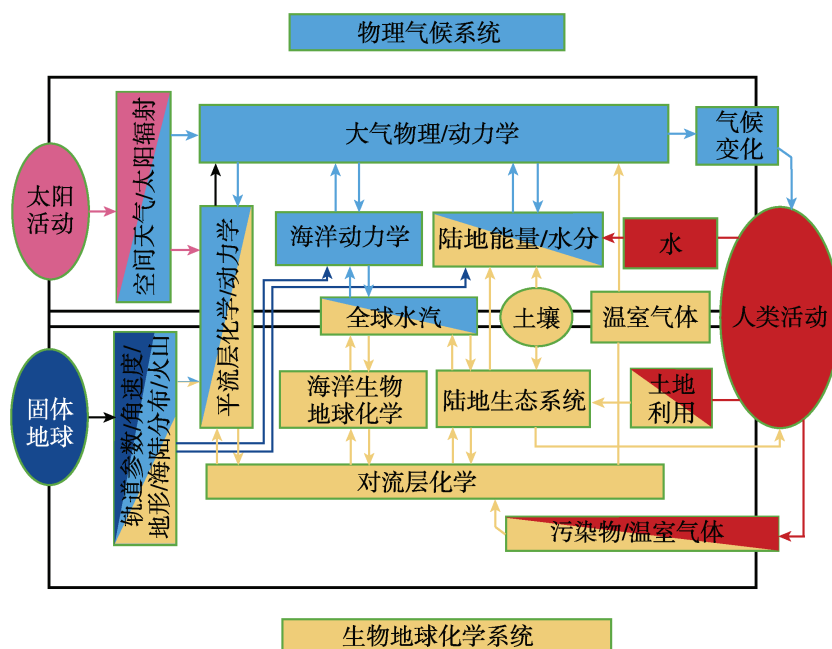 物理气候系统
大气物理/动力学
气候
变化
太阳
活动
空间天气/太阳辐射
海洋动力学
陆地能量/水分
水
平流层化学/动力学
全球水汽
土壤
温室气体
人类活动
固体
地球
轨道参数/角速度/
地形/海陆分布/火山
海洋生物
地球化学
陆地生态系统
土地
利用
对流层化学
污染物/温室气体
生物地球化学系统